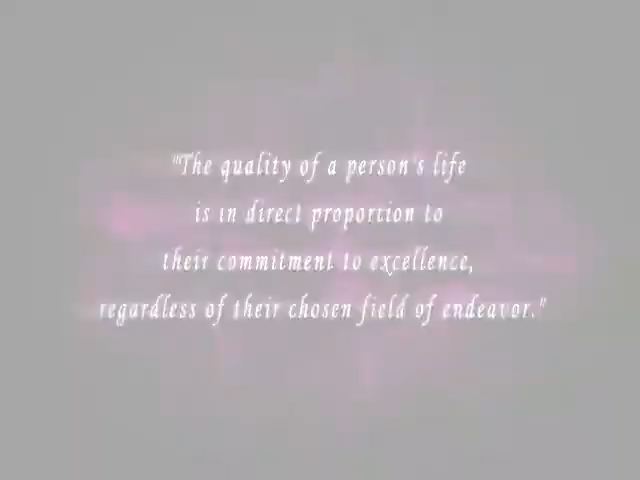 "The quality of a person's life
is in direct proportion to
their commitment to excellence,
regardless of their chosen field of endeavor."